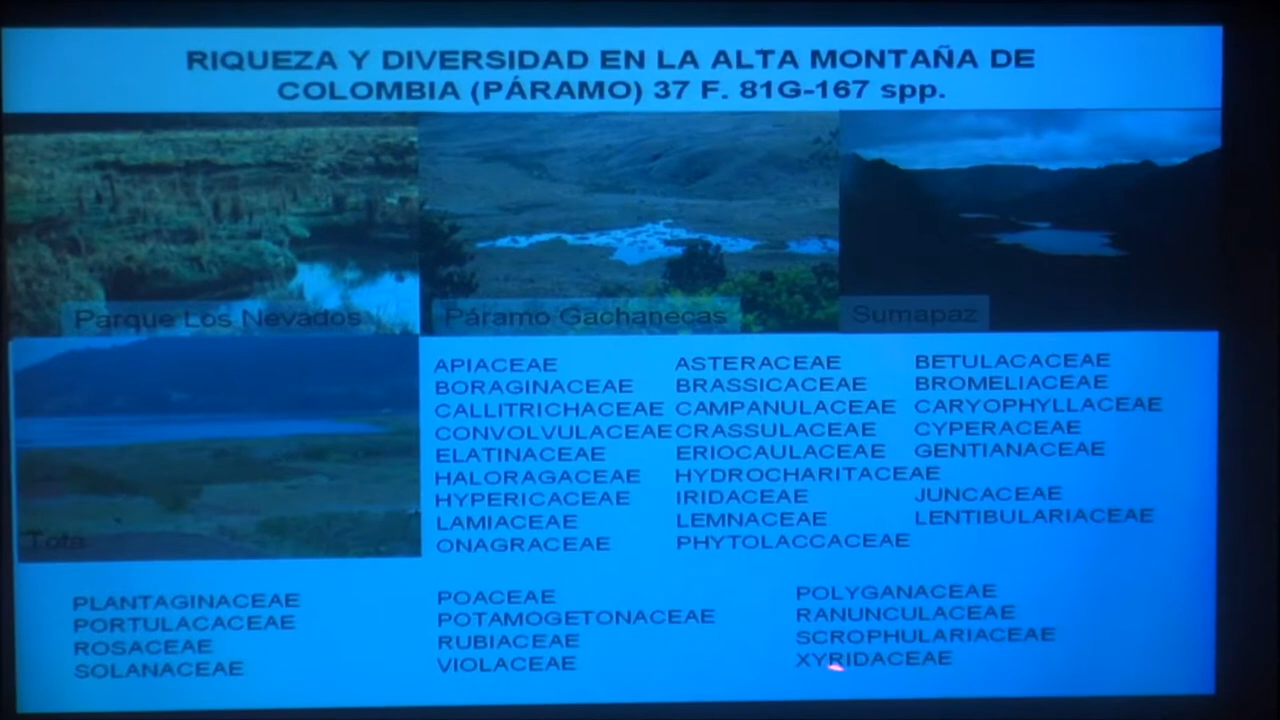 RIQUEZA Y DIVERSIDAD EN LA ALTA MONTAÑA DE
COLOMBIA (PÁRAMO) 37 F. 81G-167 spp.
Parque Los Nevados
Páramo Gachanecas
Sumapaz
Tota
APIACEAE ASTERACEAE BETULACACEAE
BORAGINACEAE BRASSICACEAE BROMELIACEAE
CALLITRICHACEAE CAMPANULACEAE CARYOPHYLLACEAE
CONVOLVULACEAE CRASSULACEAE CYPERACEAE
ELATINACEAE ERIOCAULACEAE GENTIANACEAE
HALORAGACEAE HYDROCHARITACEAE
HYPERICACEAE IRIDACEAE JUNCACEAE
LAMIACEAE LEMNACEAE LENTIBULARIACEAE
ONAGRACEAE PHYTOLACCACEAE
PLANTAGINACEAE POACEAE POLYGANACEAE
PORTULACACEAE POTAMOGETONACEAE RANUNCULACEAE
ROSACEAE RUBIACEAE SCROPHULARIACEAE
SOLANACEAE VIOLACEAE XYRIDACEAE